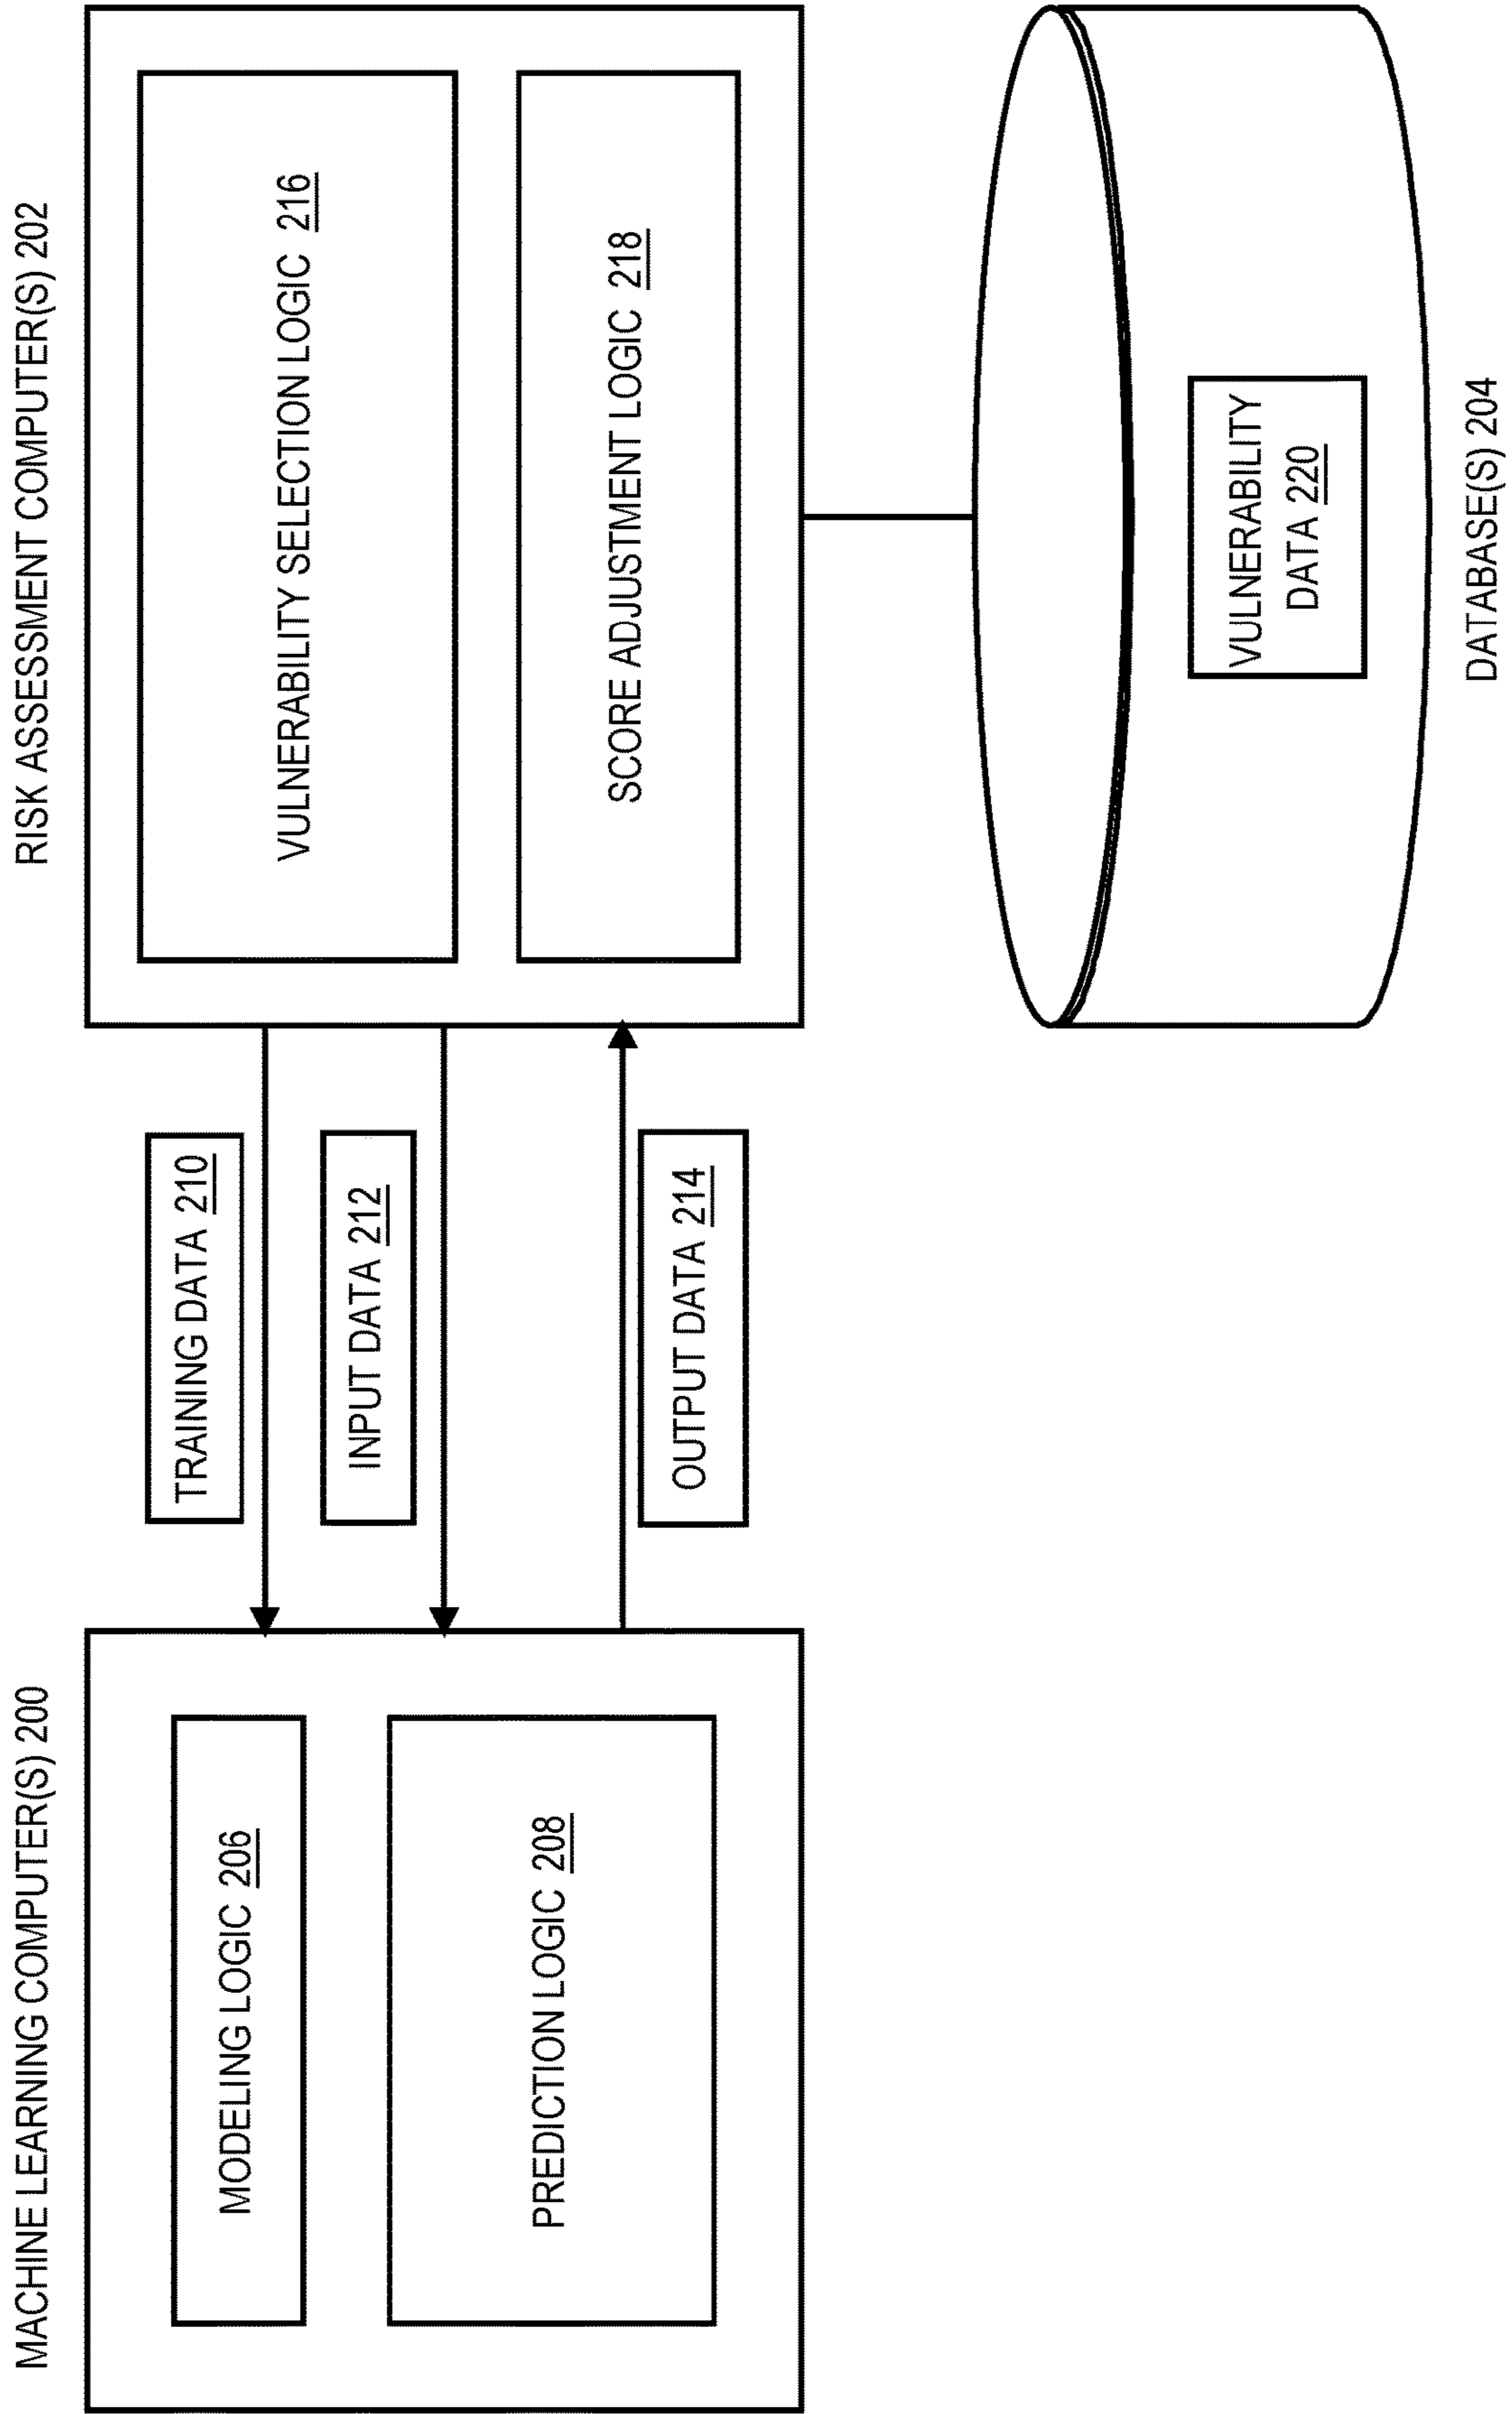 MACHINE LEARNING COMPUTER(S) 200
MODELING LOGIC 206
PREDICTION LOGIC 208
TRAINING DATA 210
INPUT DATA 212
OUTPUT DATA 214
RISK ASSESSMENT COMPUTER(S) 202
VULNERABILITY SELECTION LOGIC 216
SCORE ADJUSTMENT LOGIC 218
VULNERABILITY
DATA 220
DATABASE(S) 204